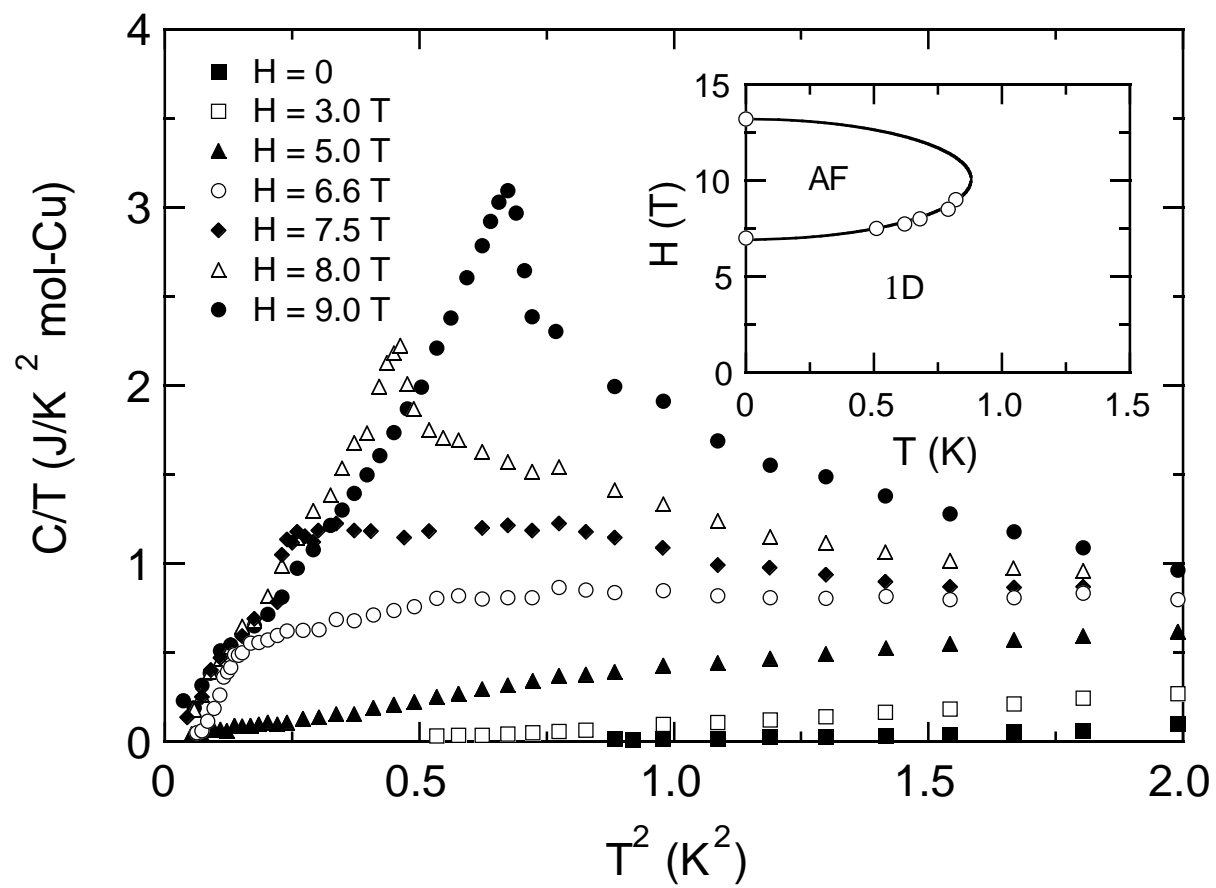 4
3
2
1
0
C/T (J/K 2 mol-Cu)
H = 0
H = 3.0 T
H = 5.0 T
H = 6.6 T
H = 7.5 T
H = 8.0 T
H = 9.0 T
15
10
5
0
H (T)
AF
1D
0 0.5 1.0 1.5
T (K)
0 0.5 1.0 1.5 2.0
T2 (K2)